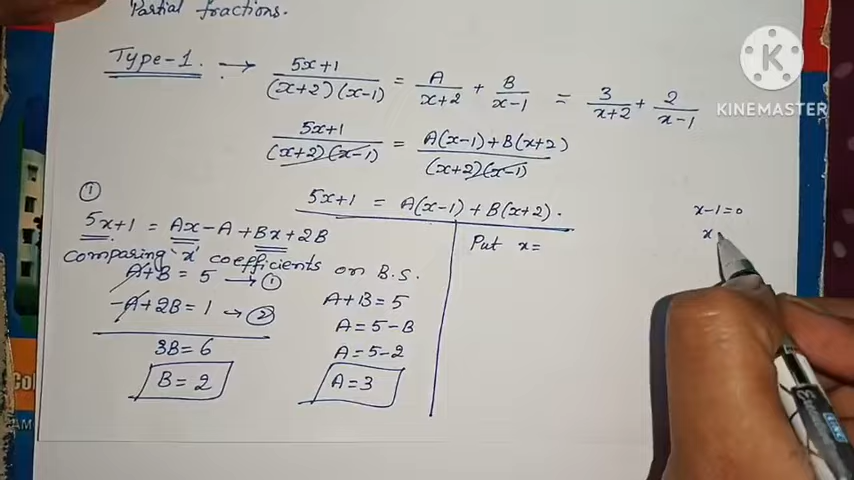 Partial fractions.
Type-1. → 5x+1 / (x+2)(x-1) = A / x+2 + B / x-1 = 3 / x+2 + 2 / x-1
5x+1 / (x+2)(x-1) = A(x-1)+B(x+2) / (x+2)(x-1)
5x+1 = A(x-1)+B(x+2).
①
5x+1 = Ax-A+Bx+2B
comparing 'x' coefficients on B.S.
A+B = 5 → ①
-A+2B = 1 → ②
3B = 6
B = 2
A+B = 5
A = 5-B
A = 5-2
A = 3
Put x =
x-1=0
x
KINEMASTER